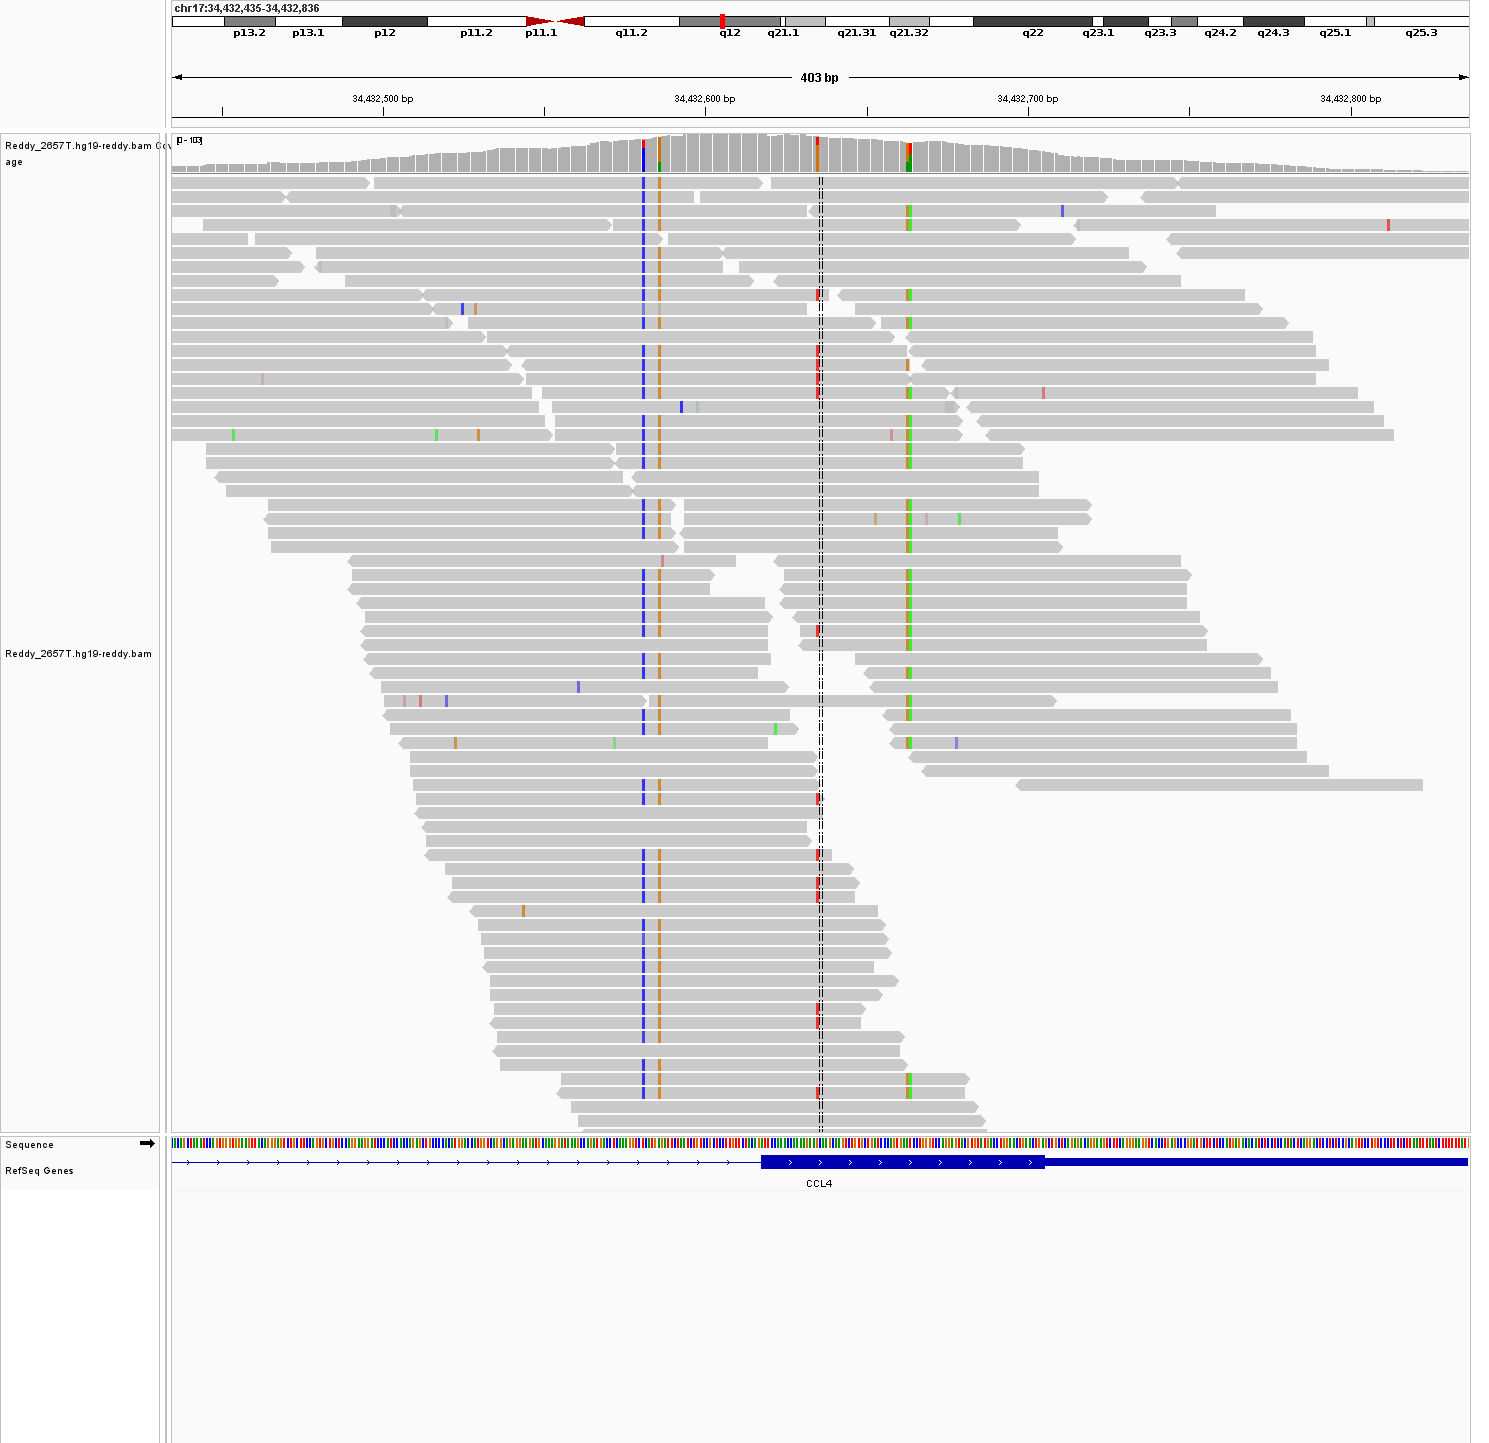 chr17:34,432,435-34,432,836
p13.2 p13.1 p12 p11.2 p11.1 q11.2 q12 q21.1 q21.31 q21.32 q22 q23.1 q23.3 q24.2 q24.3 q25.1 q25.3
403 bp
34,432,500 bp 34,432,600 bp 34,432,700 bp 34,432,800 bp
Reddy_2657T.hg19-reddy.bam Cov
age
[0 - 103]
Reddy_2657T.hg19-reddy.bam
Sequence
RefSeq Genes
CCL4